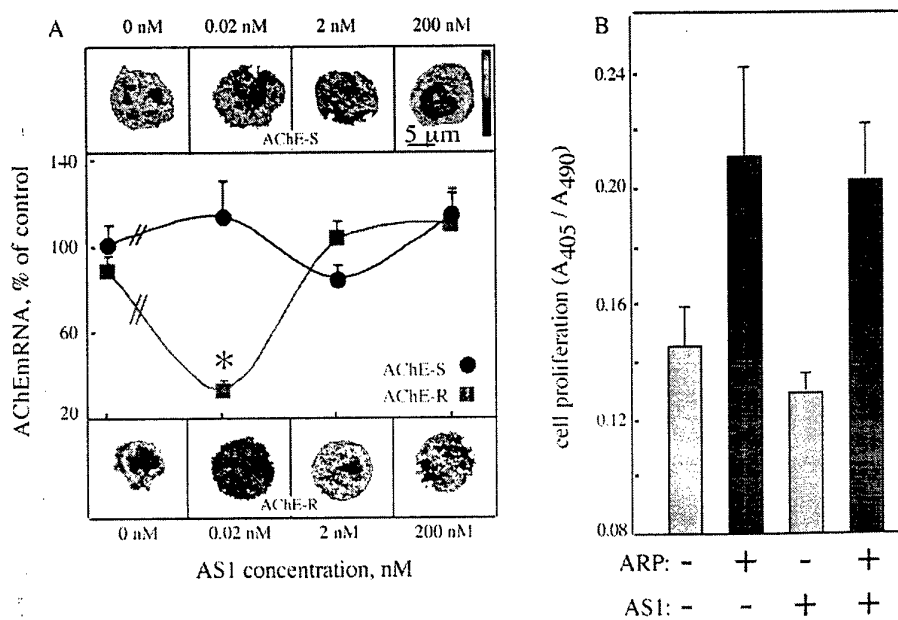 A
0 nM 0.02 nM 2 nM 200 nM
AChE-S
5 μm
AChEmRNA, % of control
140
100
60
20
*
AChE-S
AChE-R
AChE-R
0 nM 0.02 nM 2 nM 200 nM
AS1 concentration, nM
B
cell proliferation (A405 / A490)
0.24
0.20
0.16
0.12
0.08
ARP: - + - +
AS1: - - + +